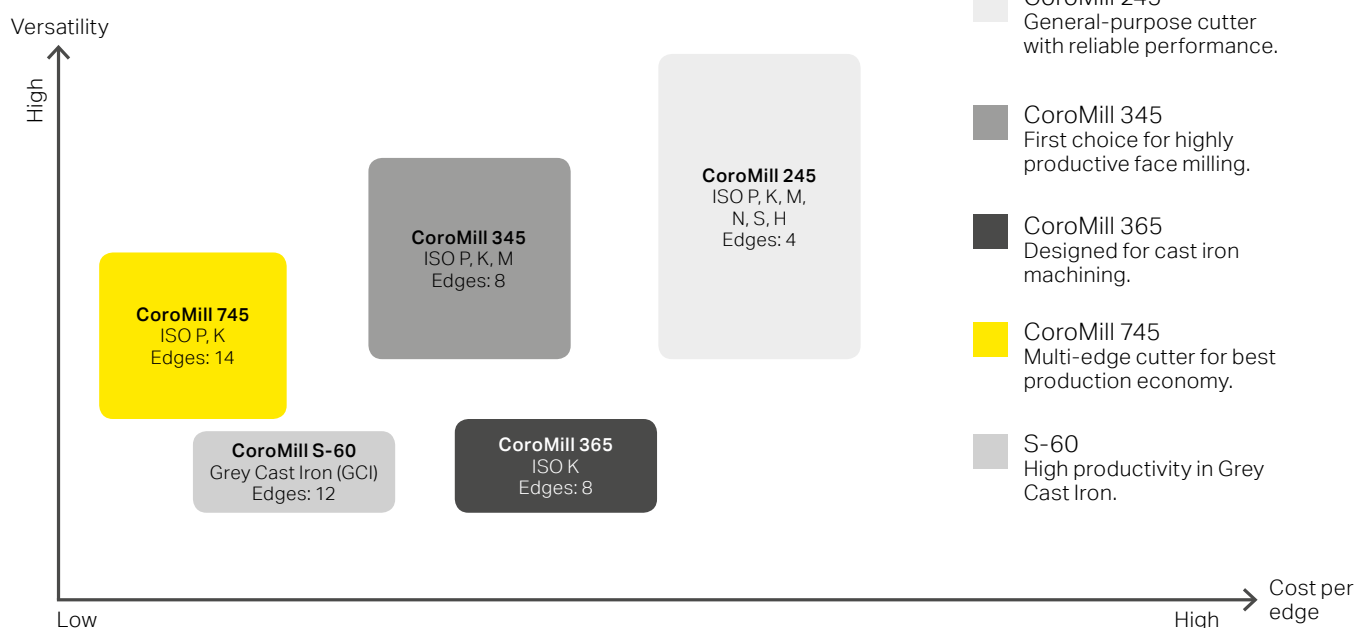 Versatility
High
CoroMill 745
ISO P, K
Edges: 14
CoroMill S-60
Grey Cast Iron (GCI)
Edges: 12
CoroMill 345
ISO P, K, M
Edges: 8
CoroMill 365
ISO K
Edges: 8
CoroMill 245
ISO P, K, M,
N, S, H
Edges: 4
Low
High
Cost per
edge
CoroMill 245
General-purpose cutter
with reliable performance.
CoroMill 345
First choice for highly
productive face milling.
CoroMill 365
Designed for cast iron
machining.
CoroMill 745
Multi-edge cutter for best
production economy.
S-60
High productivity in Grey
Cast Iron.